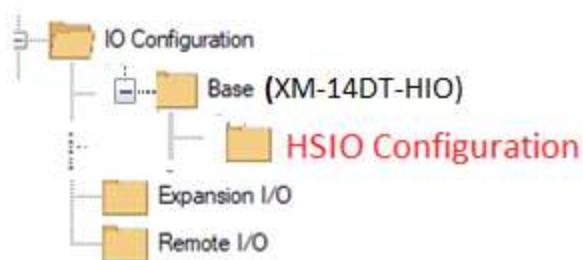 IO Configuration
Base (XM-14DT-HIO)
HSIO Configuration
Expansion I/O
Remote I/O